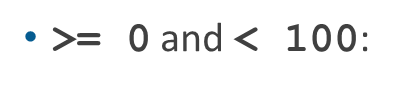 • >= 0 and < 100: